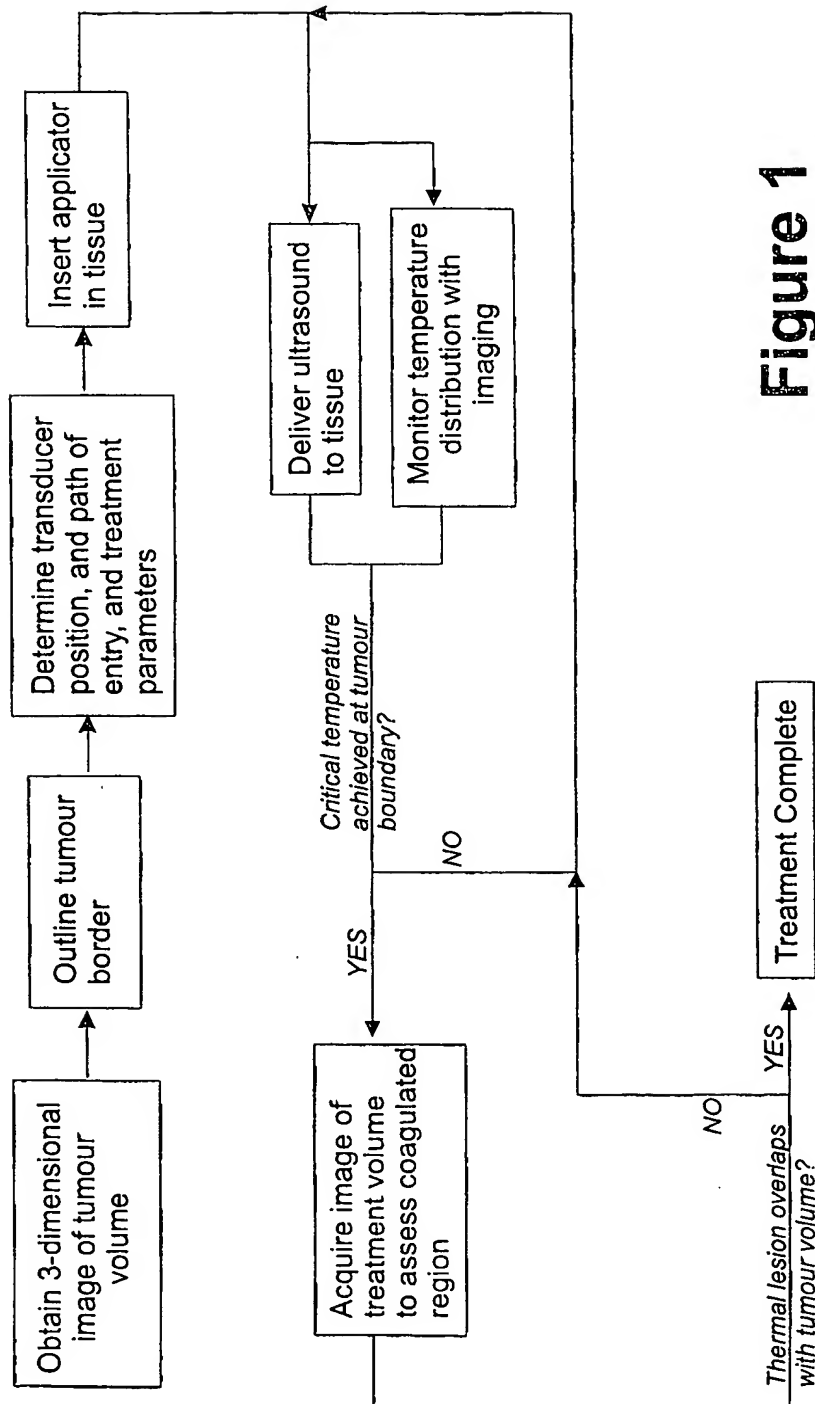 Obtain 3-dimensional
image of tumour
volume
Outline tumour
border
Determine transducer
position, and path of
entry, and treatment
parameters
Insert applicator
in tissue
Deliver ultrasound
to tissue
Monitor temperature
distribution with
imaging
Critical temperature
achieved at tumour
boundary?
YES
NO
Acquire image of
treatment volume
to assess coagulated
region
Thermal lesion overlaps
with tumour volume?
NO
YES
Treatment Complete
Figure 1